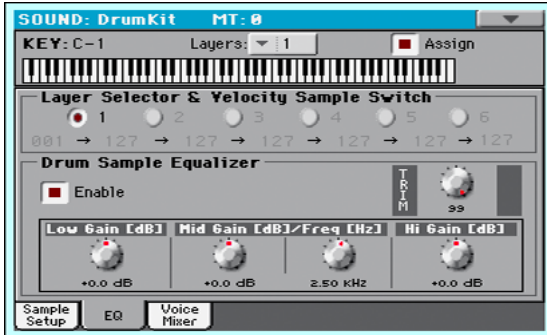 SOUND: DrumKit MT: 0
KEY: C-1 Layers: 1 Assign
Layer Selector & Velocity Sample Switch
1 2 3 4 5 6
001 → 127 → 127 → 127 → 127 → 127 → 127
Drum Sample Equalizer
Enable
TRIM
99
Low Gain [dB] Mid Gain [dB]/Freq [Hz] Hi Gain [dB]
+0.0 dB +0.0 dB 2.50 KHz +0.0 dB
Sample Setup
EQ
Voice Mixer